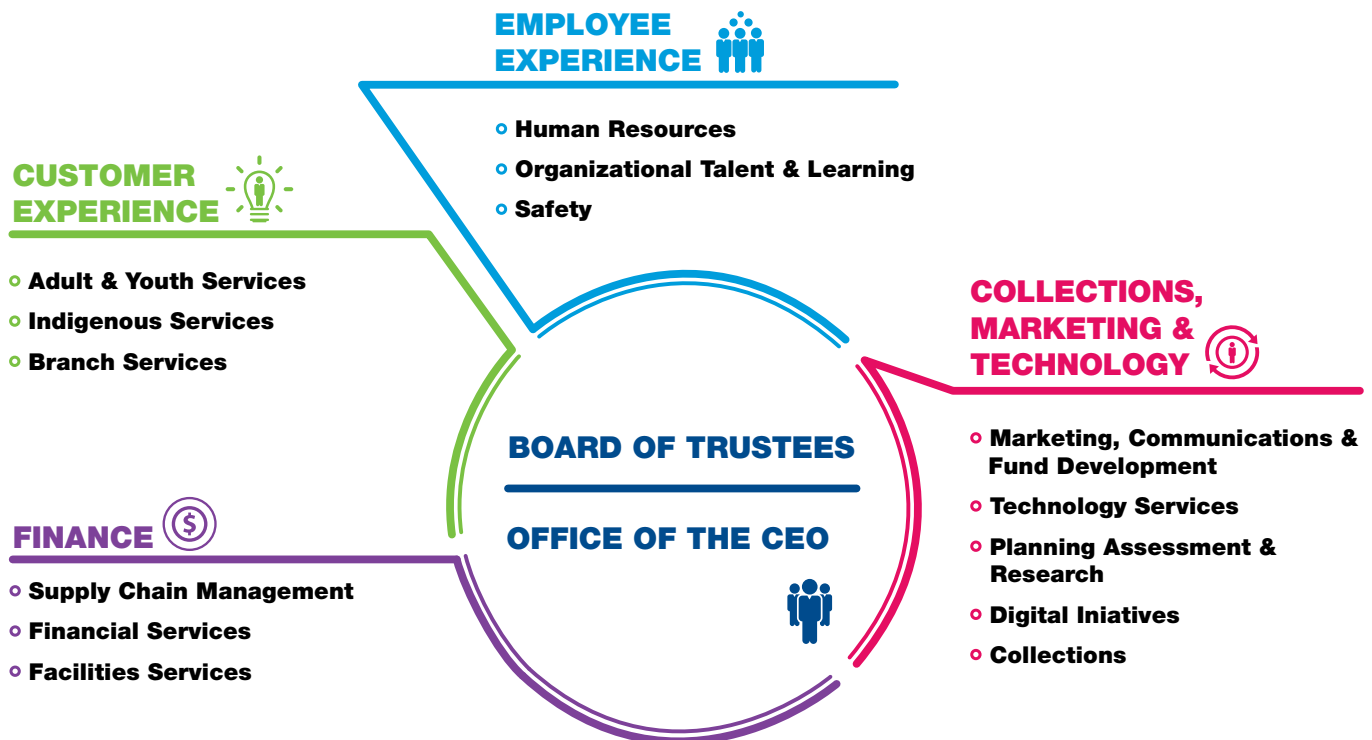 EMPLOYEE
EXPERIENCE
Human Resources
Organizational Talent & Learning
Safety
CUSTOMER
EXPERIENCE
Adult & Youth Services
Indigenous Services
Branch Services
COLLECTIONS,
MARKETING &
TECHNOLOGY
Marketing, Communications &
Fund Development
Technology Services
Planning Assessment &
Research
Digital Iniatives
Collections
BOARD OF TRUSTEES
OFFICE OF THE CEO
FINANCE $
Supply Chain Management
Financial Services
Facilities Services